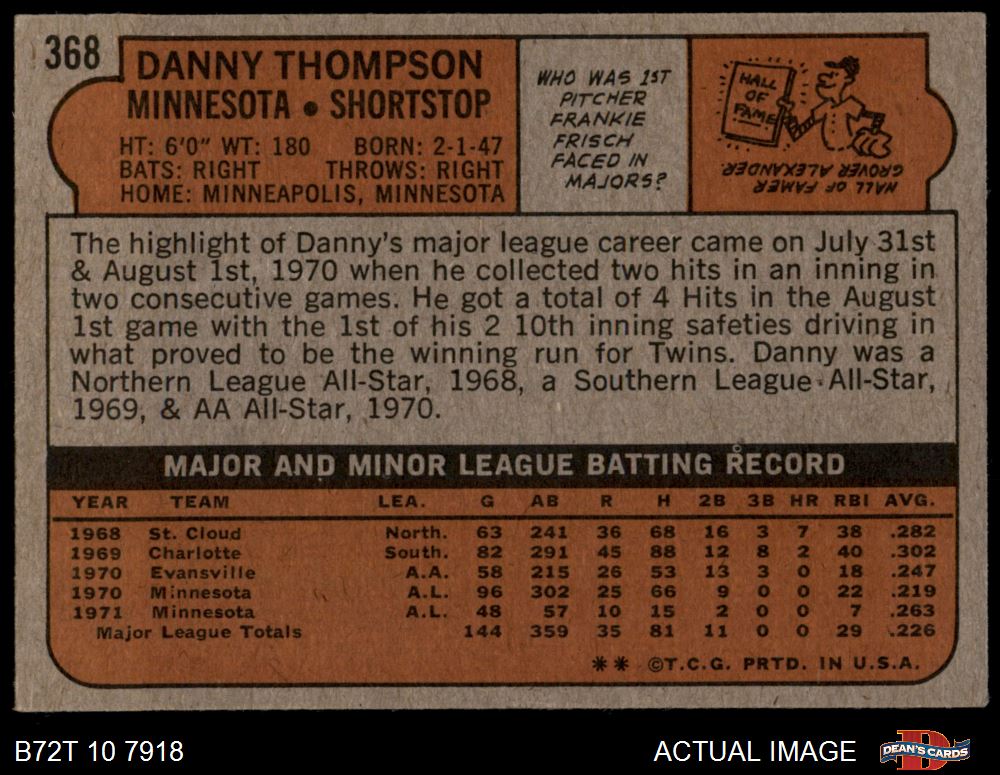 368
DANNY THOMPSON
MINNESOTA • SHORTSTOP
HT: 6'0" WT: 180 BORN: 2-1-47
BATS: RIGHT THROWS: RIGHT
HOME: MINNEAPOLIS, MINNESOTA
WHO WAS 1ST
PITCHER
FRANKIE
FRISCH
FACED IN
MAJORS?
HALL
OF
FAME
HALL OF FAMER
GROVER ALEXANDER.
The highlight of Danny's major league career came on July 31st
& August 1st, 1970 when he collected two hits in an inning in
two consecutive games. He got a total of 4 Hits in the August
1st game with the 1st of his 2 10th inning safeties driving in
what proved to be the winning run for Twins. Danny was a
Northern League All-Star, 1968, a Southern League All-Star,
1969, & AA All-Star, 1970.
MAJOR AND MINOR LEAGUE BATTING RECORD
YEAR TEAM LEA. G AB R H 2B 3B HR RBI AVG.
1968 St. Cloud North. 63 241 36 68 16 3 7 38 .282
1969 Charlotte South. 82 291 45 88 12 8 2 40 .302
1970 Evansville A.A. 58 215 26 53 13 3 0 18 .247
1970 Minnesota A.L. 96 302 25 66 9 0 0 22 .219
1971 Minnesota A.L. 48 57 10 15 2 0 0 7 .263
Major League Totals 144 359 35 81 11 0 0 29 .226
** ©T.C.G. PRTD. IN U.S.A.
B72T 10 7918
ACTUAL IMAGE
D
DEAN'S CARDS